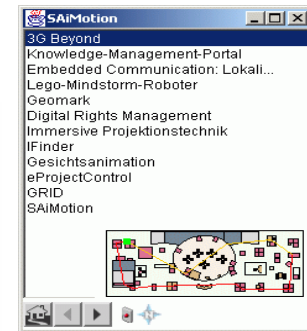 SAiMotion
3G Beyond
Knowledge-Management-Portal
Embedded Communication: Lokali...
Lego-Mindstorm-Roboter
Geomark
Digital Rights Management
Immersive Projektionstechnik
IFinder
Gesichtsanimation
eProjectControl
GRID
SAiMotion